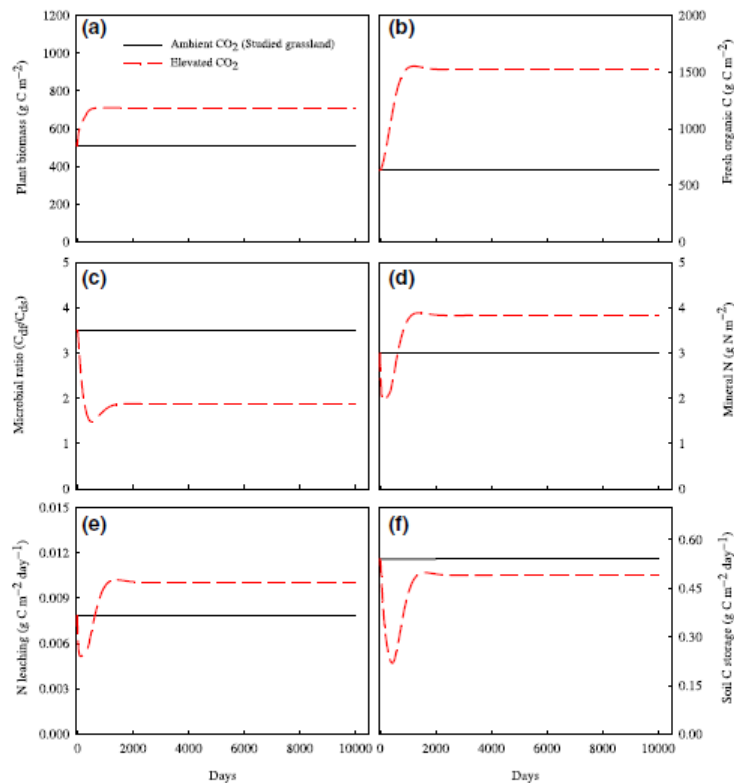 (a)
Ambient CO2 (Studied grassland)
Elevated CO2
Plant biomass (g C m−2)
1200
1000
800
600
400
200
0
(b)
2000
1500
1000
500
0
Fresh organic C (g C m−2)
(c)
Microbial ratio (Cdf/Cds)
5
4
3
2
1
0
(d)
5
4
3
2
1
0
Mineral N (g N m−2)
(e)
N leaching (g C m−2 day−1)
0.015
0.012
0.009
0.006
0.003
0.000
0 2000 4000 6000 8000 10000
Days
(f)
0.60
0.45
0.30
0.15
0.00
Soil C storage (g C m−2 day−1)
0 2000 4000 6000 8000 10000
Days